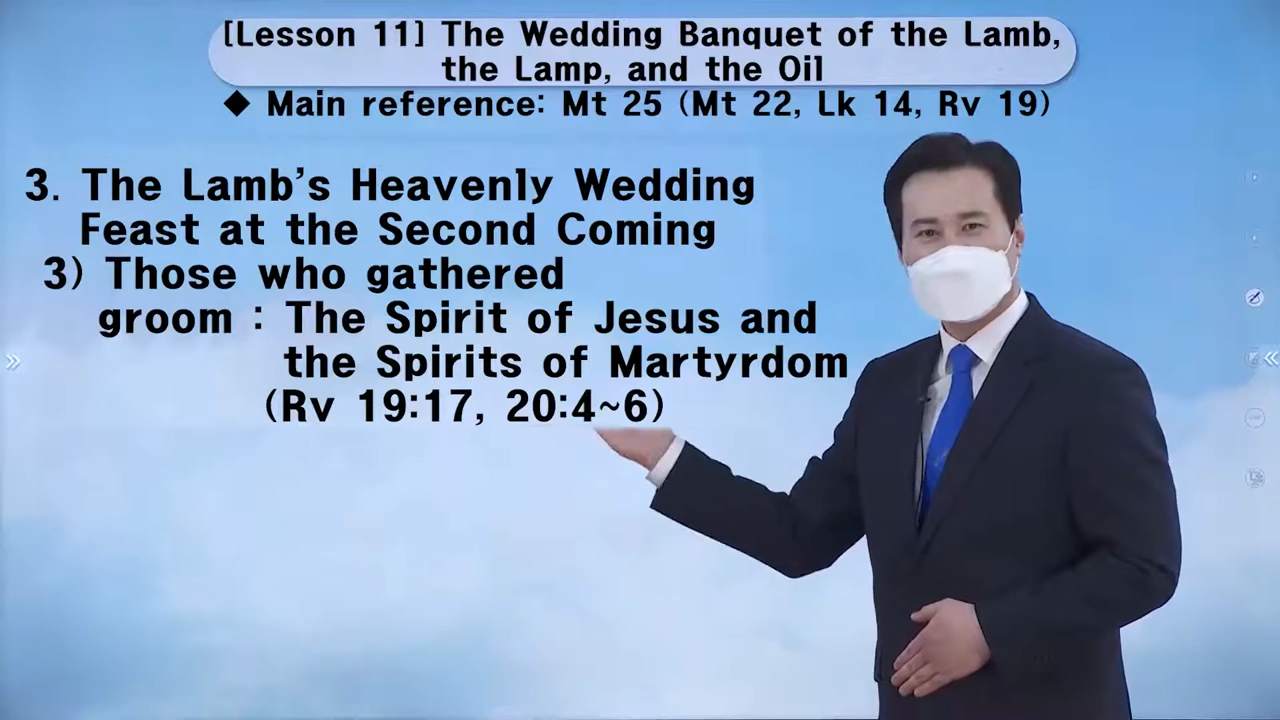 [Lesson 11] The Wedding Banquet of the Lamb,
the Lamp, and the Oil
◆ Main reference: Mt 25 (Mt 22, Lk 14, Rv 19)
3. The Lamb’s Heavenly Wedding
Feast at the Second Coming
3) Those who gathered
groom : The Spirit of Jesus and
the Spirits of Martyrdom
(Rv 19:17, 20:4~6)